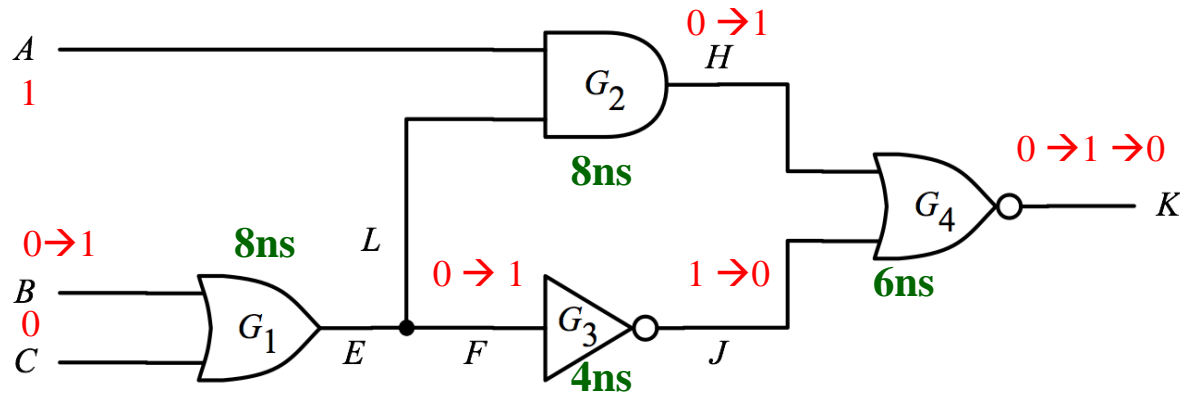 0 →1
A
H
1
G2
0 →1 →0
8ns
G4
K
0→1
8ns
L
0 → 1
1 →0
6ns
B
0
G1
G3
C
E
F
J
4ns